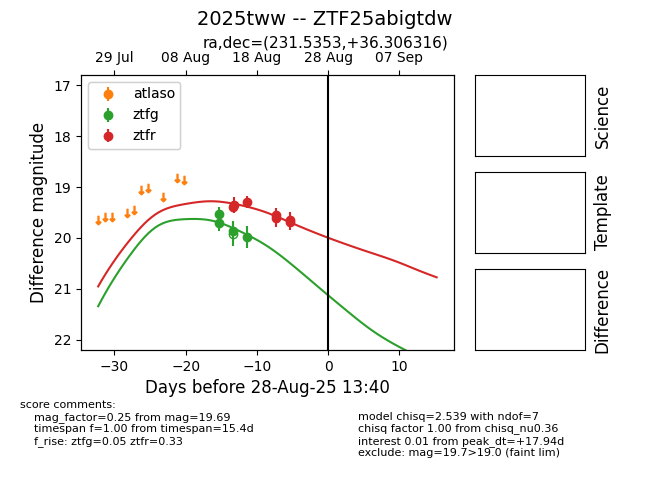 2025tww -- ZTF25abigtdw
ra,dec=(231.5353,+36.306316)
29 Jul 08 Aug 18 Aug 28 Aug 07 Sep
atlaso
ztfg
ztfr
17
18
19
20
21
22
Difference magnitude
−30 −20 −10 0 10
Days before 28-Aug-25 13:40
Science
Template
Difference
score comments:
mag_factor=0.25 from mag=19.69
timespan f=1.00 from timespan=15.4d
f_rise: ztfg=0.05 ztfr=0.33
model chisq=2.539 with ndof=7
chisq factor 1.00 from chisq_nu0.36
interest 0.01 from peak_dt=+17.94d
exclude: mag=19.7>19.0 (faint lim)